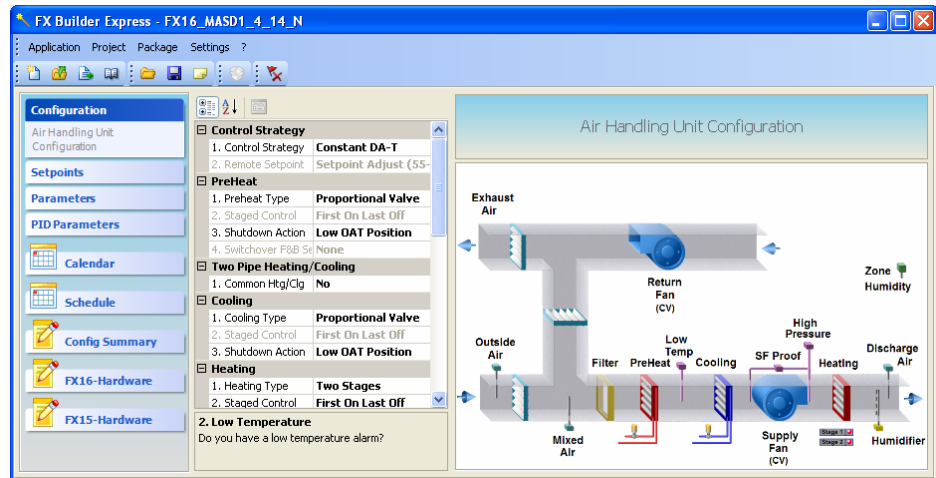 FX Builder Express - FX16_MASD1_4_14_N
Application Project Package Settings ?
Configuration
Air Handling Unit
Configuration
Setpoints
Parameters
PID Parameters
Calendar
Schedule
Config Summary
FX16-Hardware
FX15-Hardware
Control Strategy
1. Control Strategy Constant DA-T
2. Remote Setpoint Setpoint Adjust (55-
PreHeat
1. Preheat Type Proportional Valve
2. Staged Control First On Last Off
3. Shutdown Action Low OAT Position
4. Switchover F&B Se None
Two Pipe Heating/Cooling
1. Common Htg/Clg No
Cooling
1. Cooling Type Proportional Valve
2. Staged Control First On Last Off
3. Shutdown Action Low OAT Position
Heating
1. Heating Type Two Stages
2. Staged Control First On Last Off
2. Low Temperature
Do you have a low temperature alarm?
Air Handling Unit Configuration
Exhaust
Air
Return
Fan
(CV)
Zone
Humidity
Outside
Air
Filter
PreHeat
Low
Temp
Cooling
SF Proof
High
Pressure
Heating
Discharge
Air
Mixed
Air
Supply
Fan
(CV)
Stage 1
Stage 2
Humidifier